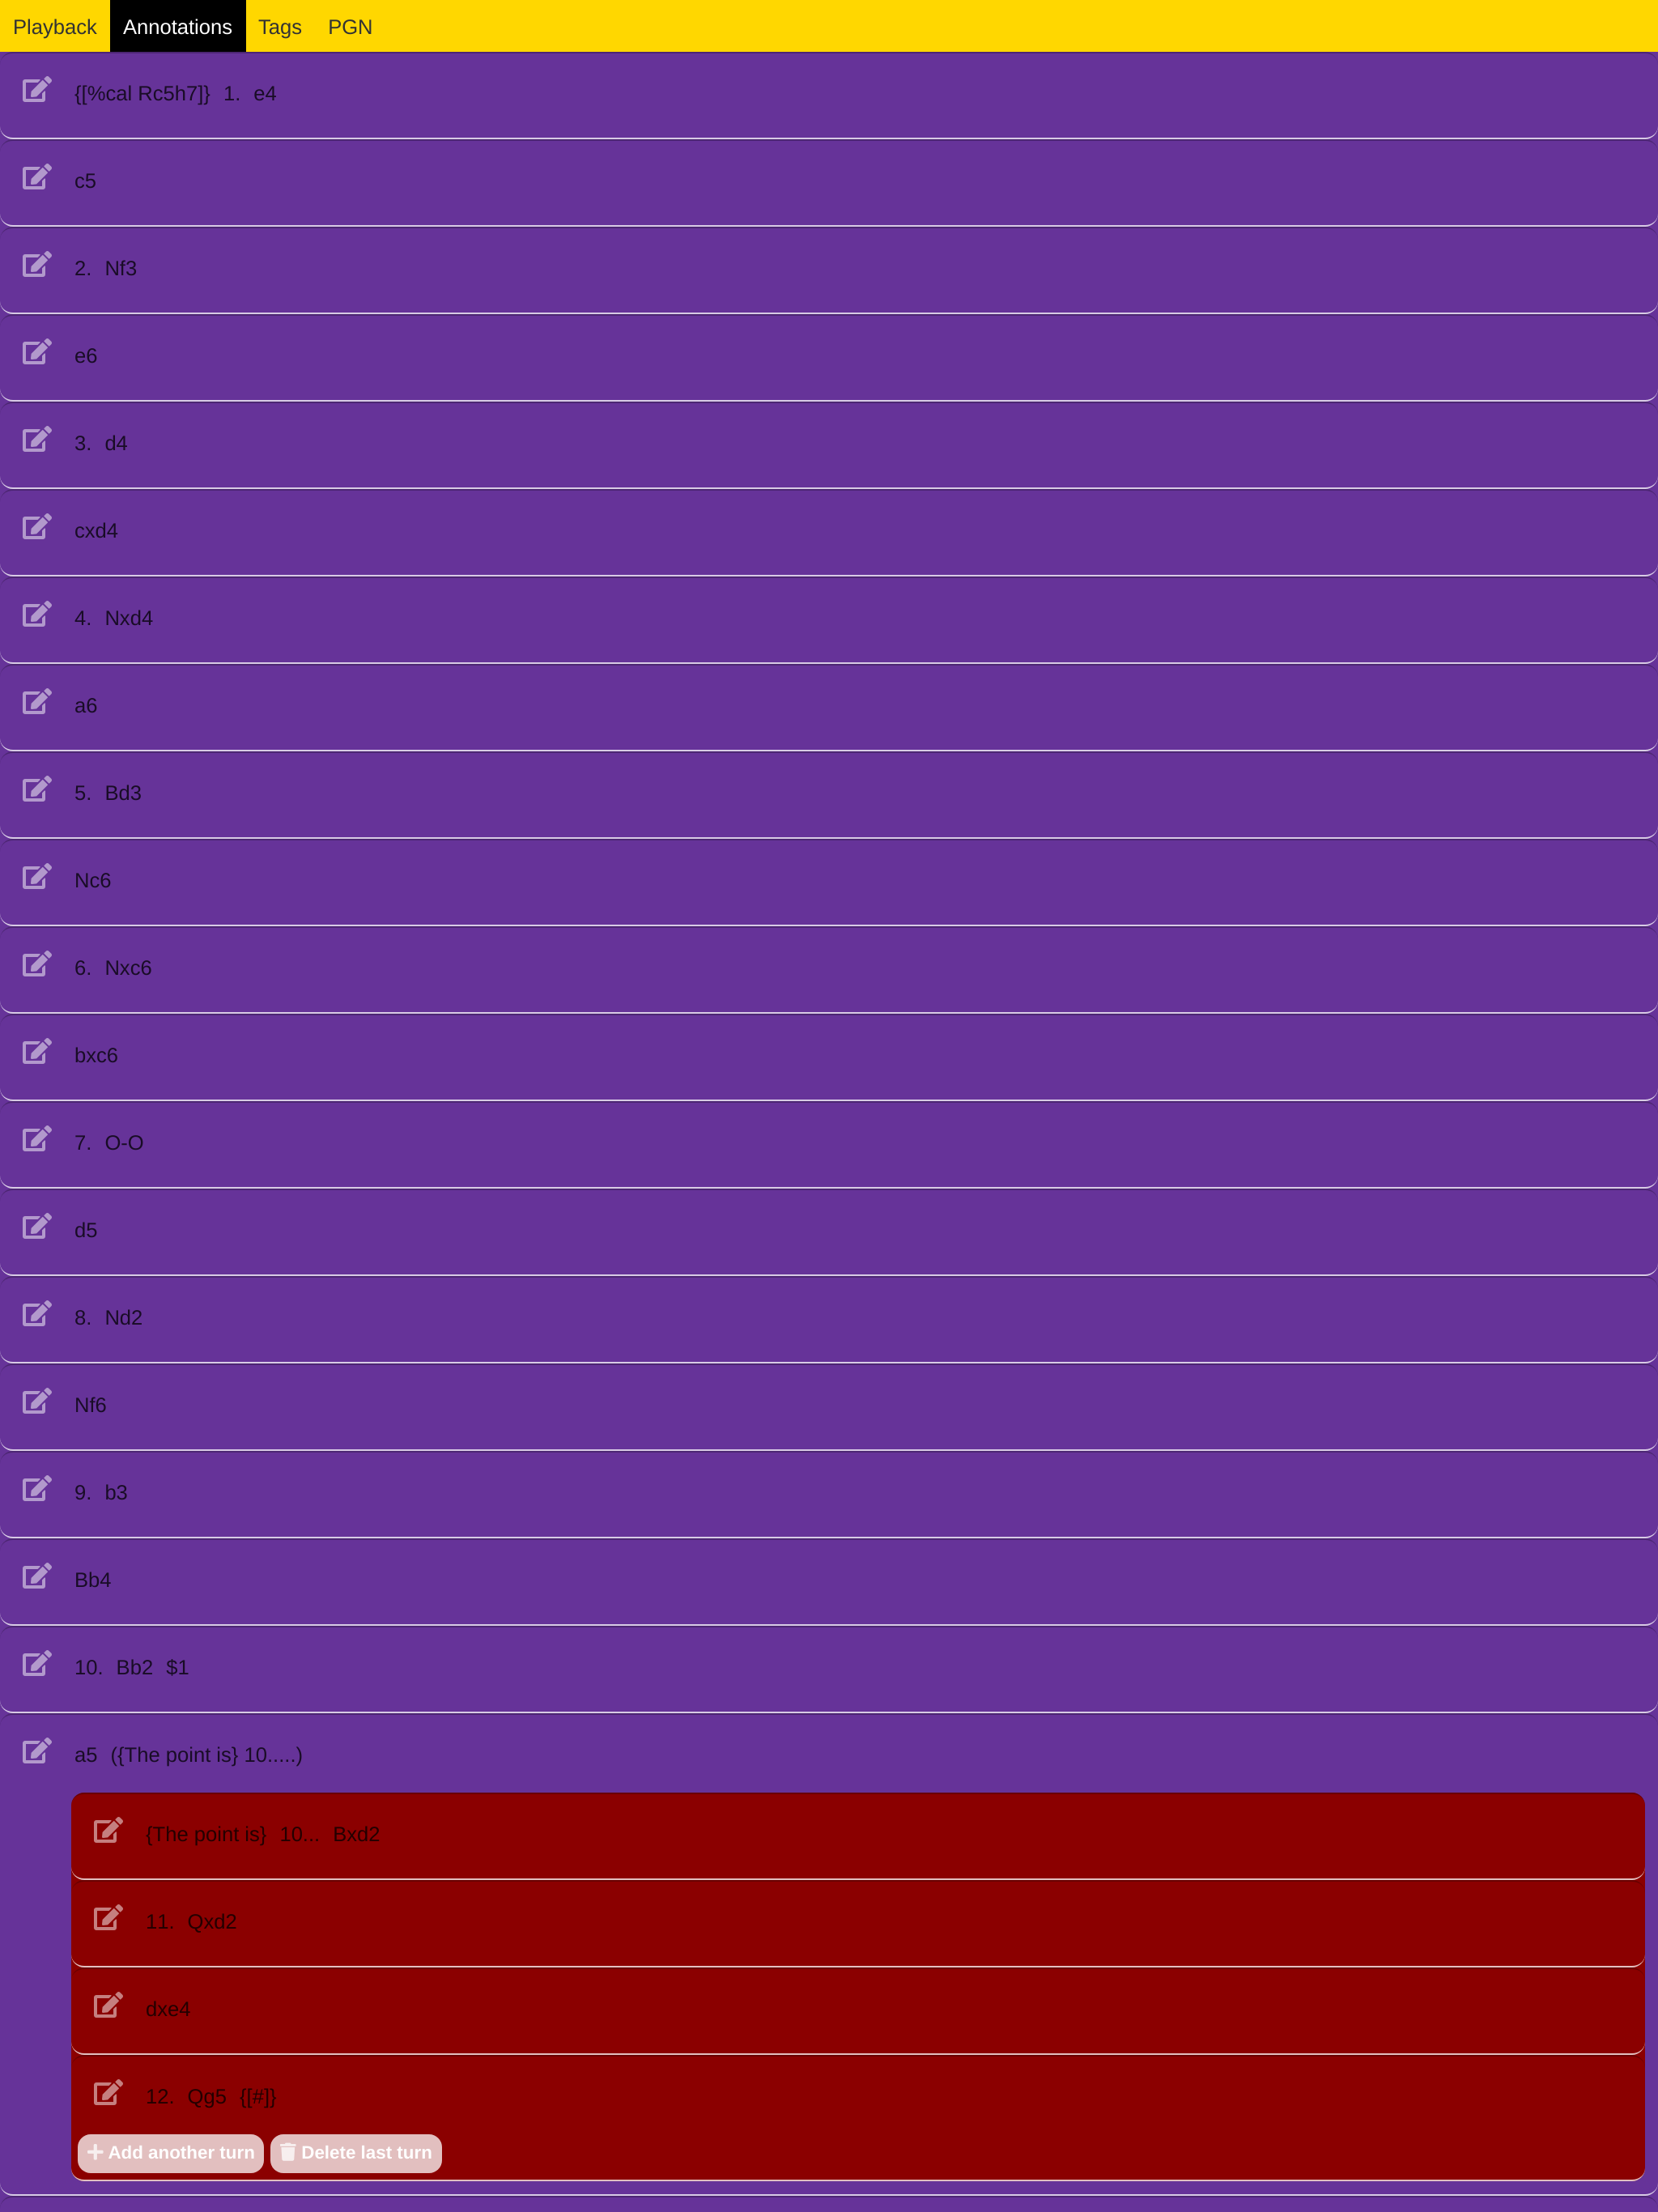 Playback Annotations Tags PGN
{[%cal Rc5h7]} 1. e4
c5
2. Nf3
e6
3. d4
cxd4
4. Nxd4
a6
5. Bd3
Nc6
6. Nxc6
bxc6
7. O-O
d5
8. Nd2
Nf6
9. b3
Bb4
10. Bb2 $1
a5 ({The point is} 10.....)
{The point is} 10... Bxd2
11. Qxd2
dxe4
12. Qg5 {[#]}
Add another turn Delete last turn